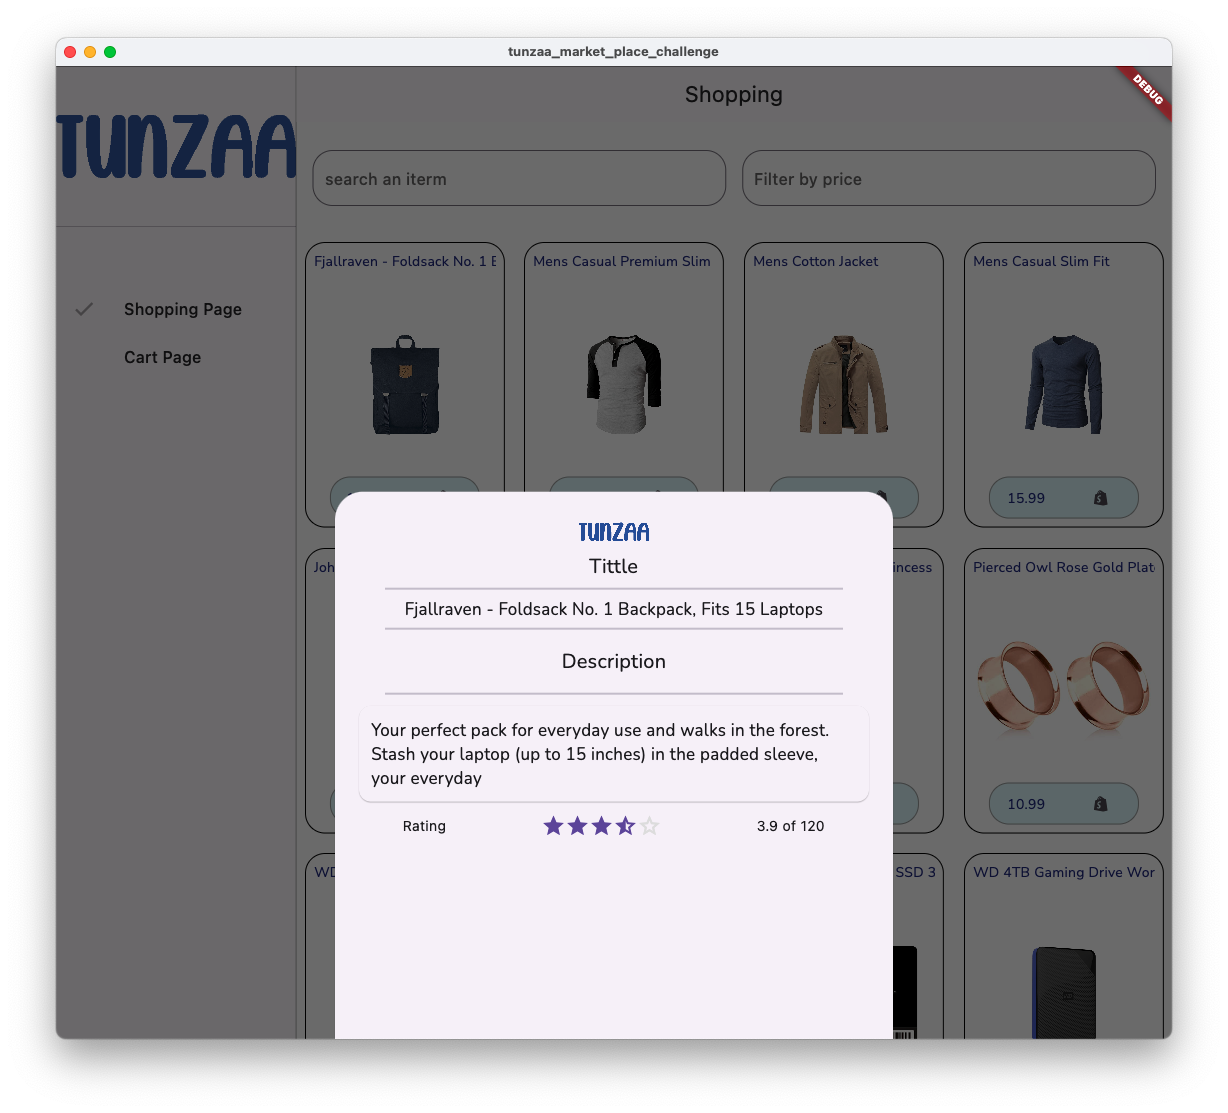 tunzaa_market_place_challenge
DEBUG
TUNZAA
Shopping
search an iterm
Filter by price
Shopping Page
Cart Page
Fjallraven - Foldsack No. 1
Mens Casual Premium Slim
Mens Cotton Jacket
Mens Casual Slim Fit
15.99
TUNZAA
Tittle
Fjallraven - Foldsack No. 1 Backpack, Fits 15 Laptops
Description
Your perfect pack for everyday use and walks in the forest.
Stash your laptop (up to 15 inches) in the padded sleeve,
your everyday
Rating
3.9 of 120
Pierced Owl Rose Gold
10.99
WD
SSD 3
WD 4TB Gaming Drive